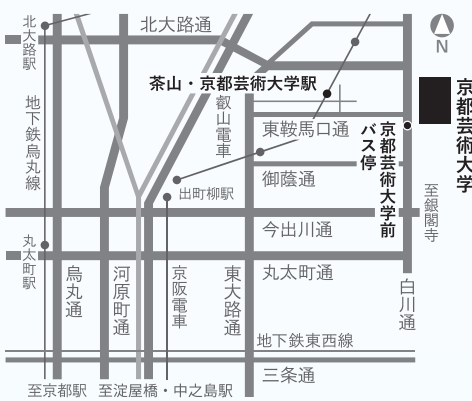 北大路駅
北大路通
N
茶山・京都芸術大学駅
叡山電車
地下鉄烏丸線
東鞍馬口通
京都芸術大学前
バス停
京都芸術大学
御蔭通
出町柳駅
至銀閣寺
今出川通
丸太町駅
烏丸通
河原町通
京阪電車
東大路通
丸太町通
白川通
地下鉄東西線
三条通
至京都駅
至淀屋橋・中之島駅